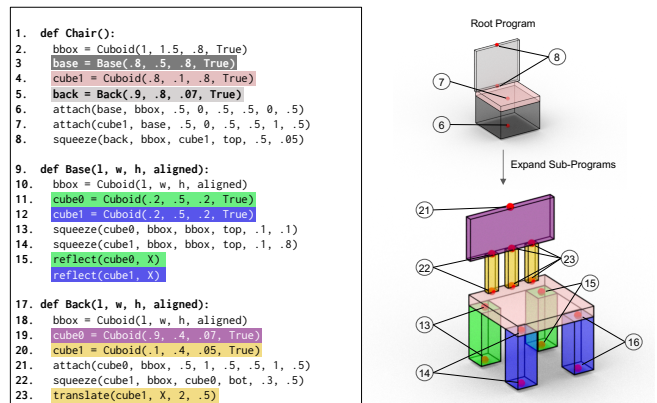 1. def Chair():
2. bbox = Cuboid(1, 1.5, .8, True)
3 base = Base(.8, .5, .8, True)
4. cube1 = Cuboid(.8, .1, .8, True)
5. back = Back(.9, .8, .07, True)
6. attach(base, bbox, .5, 0, .5, .5, 0, .5)
7. attach(cube1, base, .5, 0, .5, .5, 1, .5)
8. squeeze(back, bbox, cube1, top, .5, .05)
9. def Base(l, w, h, aligned):
10. bbox = Cuboid(l, w, h, aligned)
11. cube0 = Cuboid(.2, .5, .2, True)
12 cube1 = Cuboid(.2, .5, .2, True)
13. squeeze(cube0, bbox, bbox, top, .1, .1)
14. squeeze(cube1, bbox, bbox, top, .1, .8)
15. reflect(cube0, X)
reflect(cube1, X)
17. def Back(l, w, h, aligned):
18. bbox = Cuboid(l, w, h, aligned)
19. cube0 = Cuboid(.9, .4, .07, True)
20. cube1 = Cuboid(.1, .4, .05, True)
21. attach(cube0, bbox, .5, 1, .5, .5, 1, .5)
22. squeeze(cube1, bbox, cube0, bot, .3, .5)
23. translate(cube1, X, 2, .5)
Root Program
8
7
6
Expand Sub-Programs
21
22
23
15
13
16
14